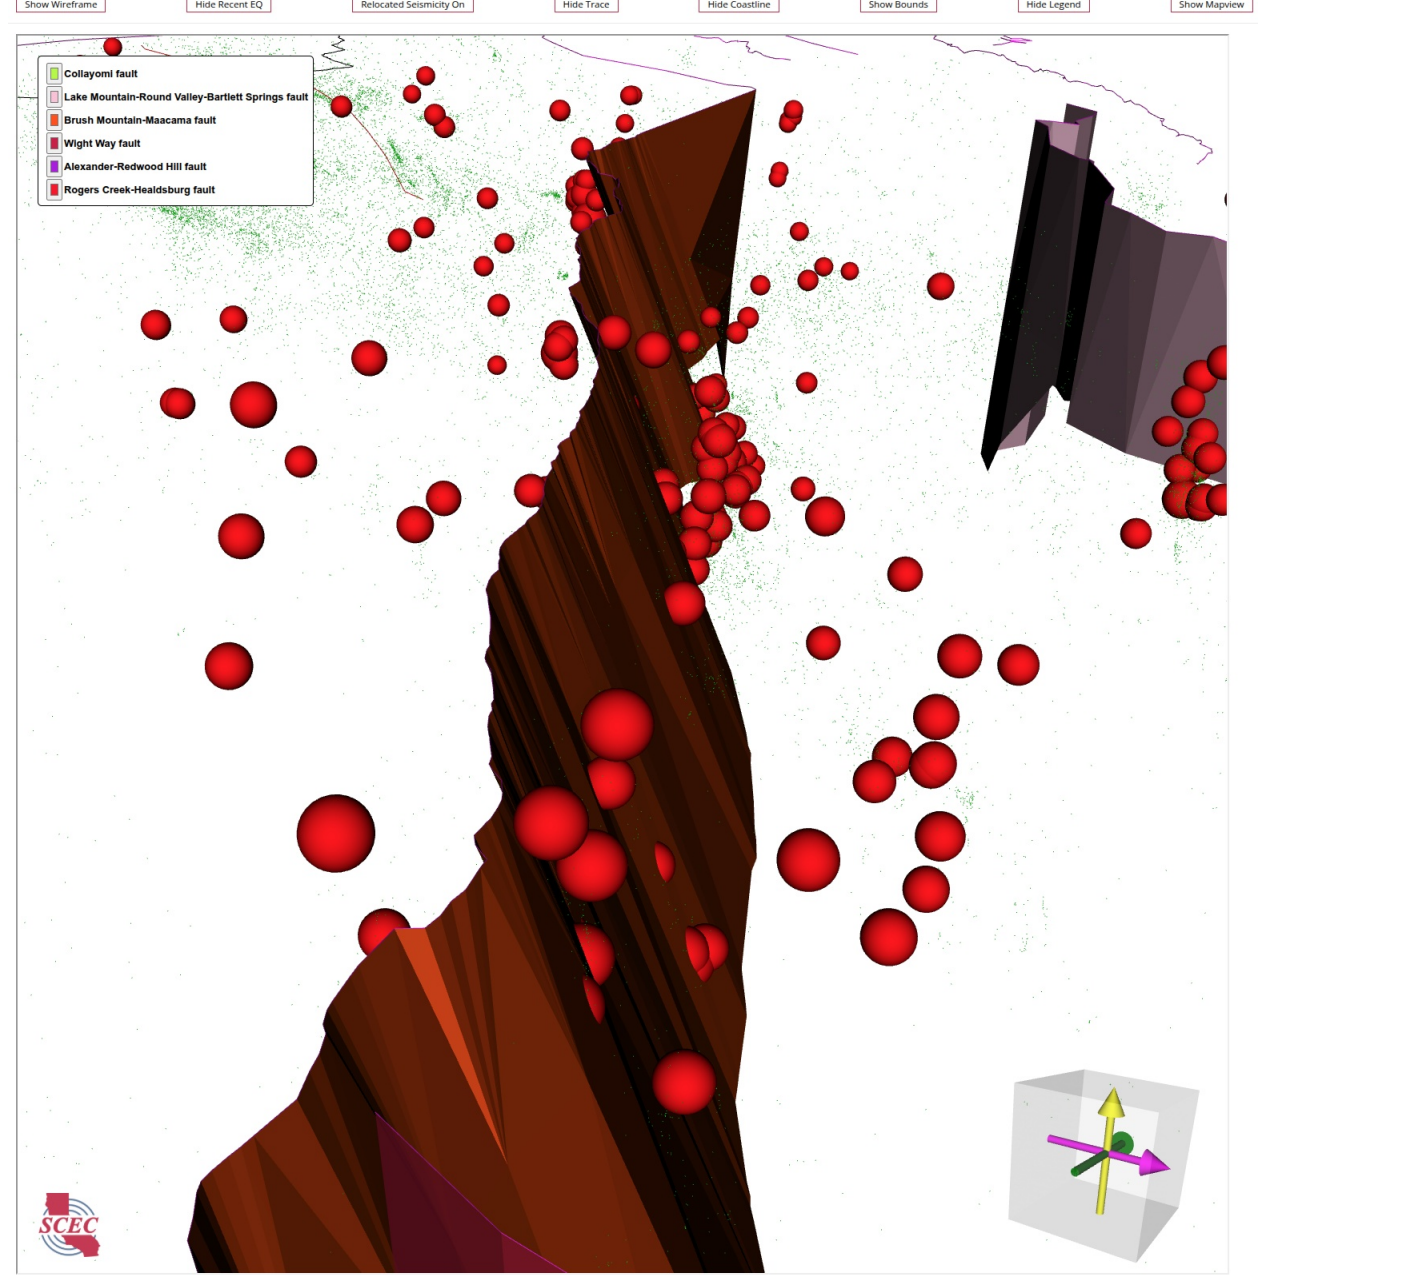 Show Wireframe
Hide Recent EQ
Relocated Seismicity On
Hide Trace
Hide Coastline
Show Bounds
Hide Legend
Show Mapview
Collayomi fault
Lake Mountain-Round Valley-Bartlett Springs fault
Brush Mountain-Maacama fault
Wight Way fault
Alexander-Redwood Hill fault
Rogers Creek-Healdsburg fault
SCEC